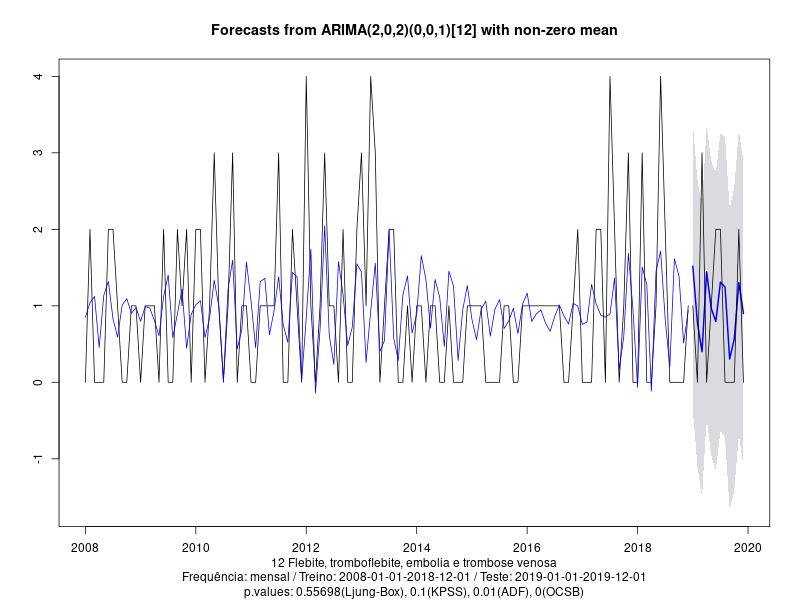 Forecasts from ARIMA(2,0,2)(0,0,1)[12] with non-zero mean
4
3
2
1
0
-1
2008 2010 2012 2014 2016 2018 2020
12 Flebite, tromboflebite, embolia e trombose venosa
Frequência: mensal / Treino: 2008-01-01-2018-12-01 / Teste: 2019-01-01-2019-12-01
p.values: 0.55698(Ljung-Box), 0.1(KPSS), 0.01(ADF), 0(OCSB)